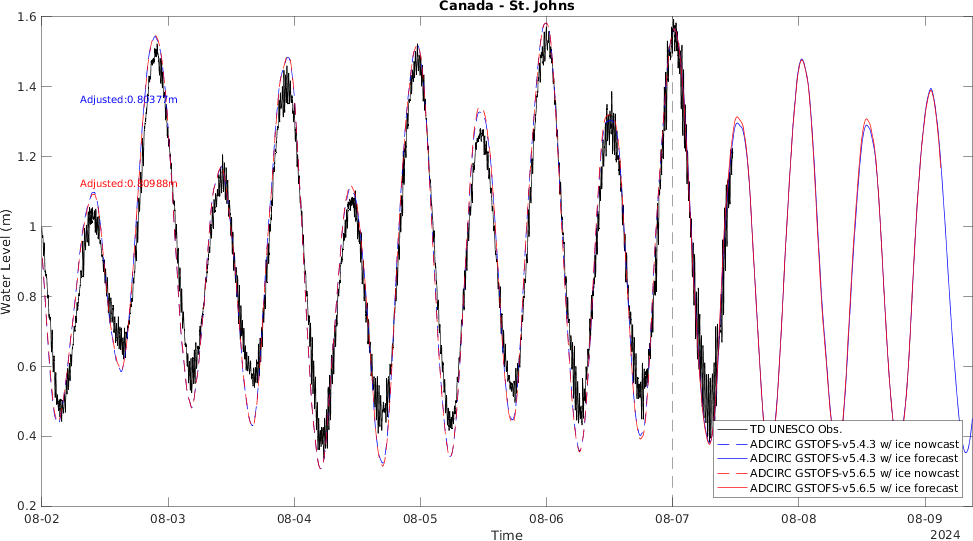 Canada - St. Johns
1.6
1.4
1.2
1
0.8
0.6
0.4
0.2
Water Level (m)
Adjusted:0.80377m
Adjusted:0.80988m
TD UNESCO Obs.
ADCIRC GSTOFS-v5.4.3 w/ ice nowcast
ADCIRC GSTOFS-v5.4.3 w/ ice forecast
ADCIRC GSTOFS-v5.6.5 w/ ice nowcast
ADCIRC GSTOFS-v5.6.5 w/ ice forecast
08-02 08-03 08-04 08-05 08-06 08-07 08-08 08-09
Time
2024